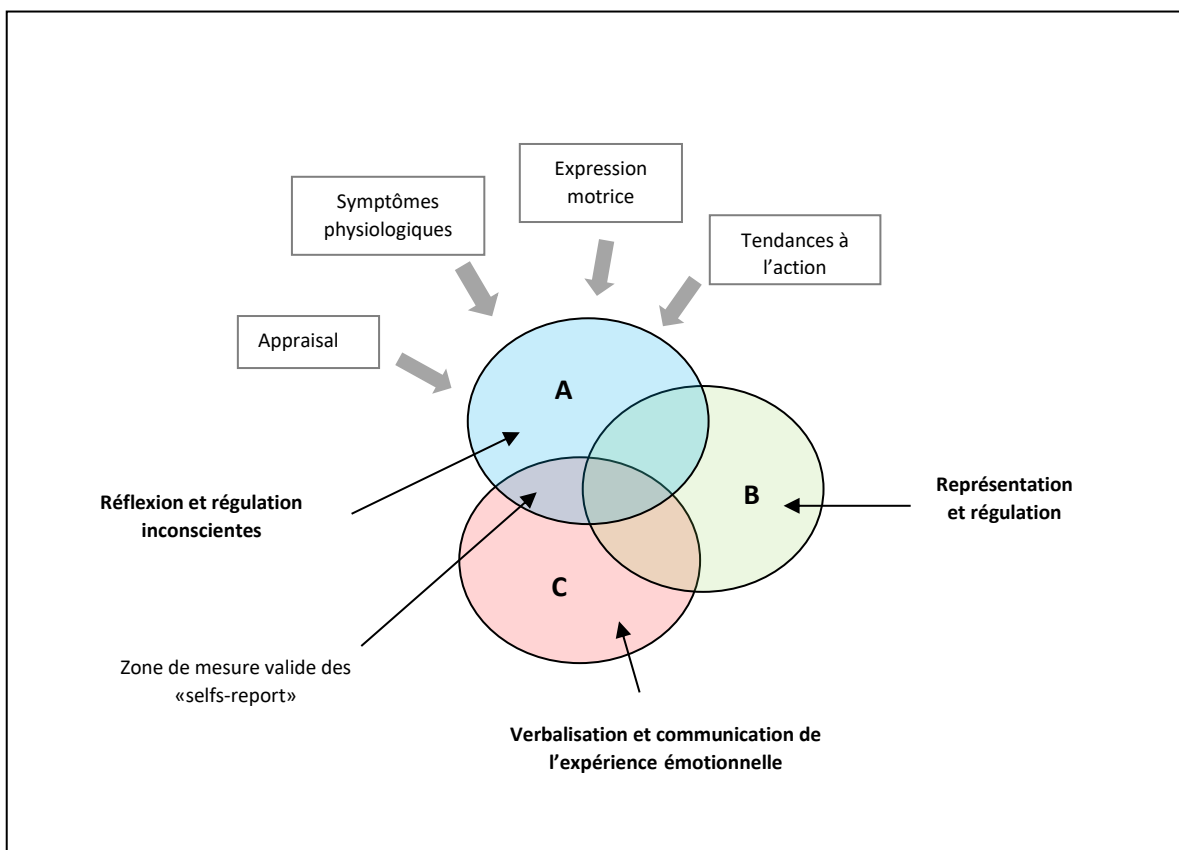 Expression
motrice
Symptômes
physiologiques
Tendances à
l’action
Appraisal
A
B
Réflexion et régulation
inconscientes
Représentation
et régulation
C
Zone de mesure valide des
«selfs-report»
Verbalisation et communication de
l’expérience émotionnelle